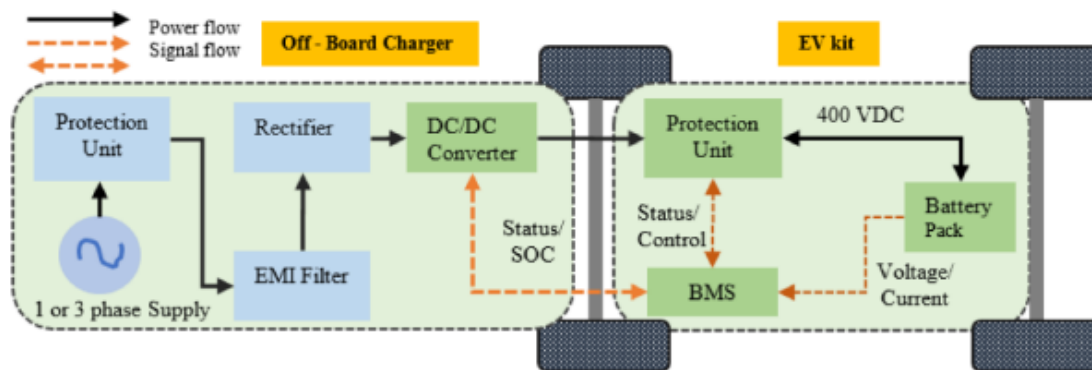 Power flow
Signal flow
Off - Board Charger
EV kit
Protection
Unit
Rectifier
DC/DC
Converter
Protection
Unit
400 VDC
Status/
SOC
Status/
Control
Battery
Pack
EMI Filter
BMS
Voltage/
Current
1 or 3 phase Supply